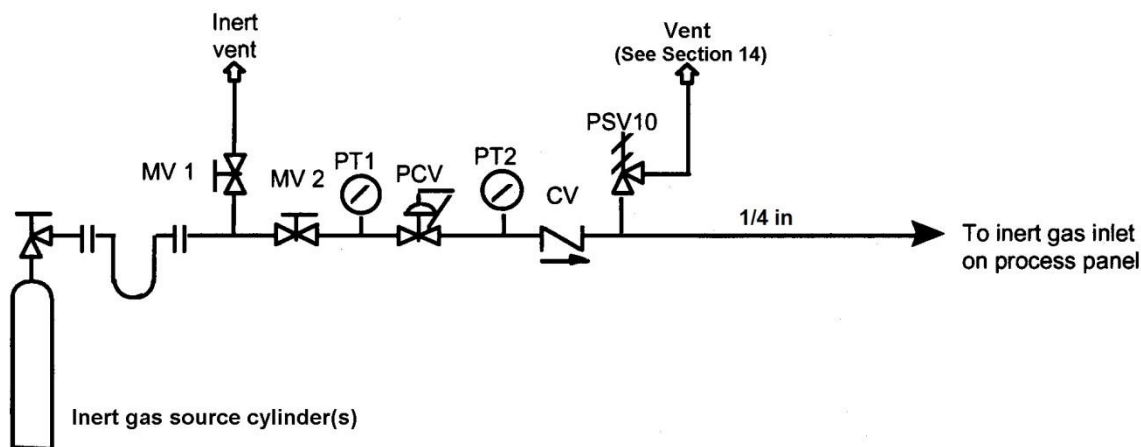 Inert
vent
Vent
(See Section 14)
PSV10
MV 1
MV 2
PT1
PCV
PT2
CV
1/4 in
To inert gas inlet
on process panel
Inert gas source cylinder(s)